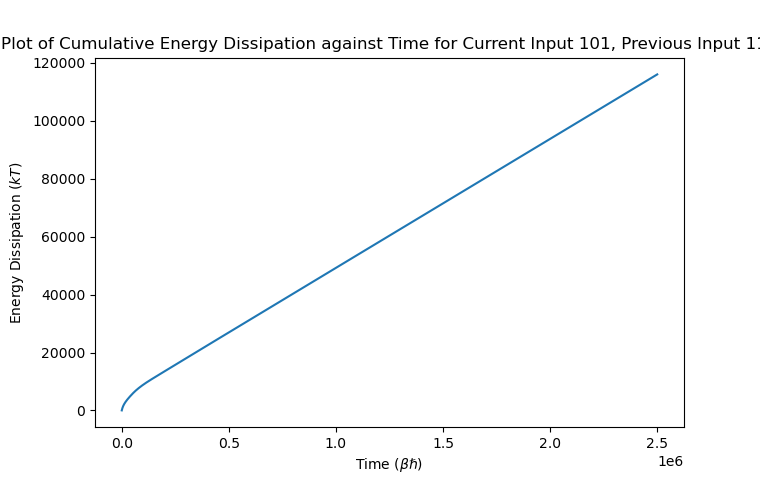 Plot of Cumulative Energy Dissipation against Time for Current Input 101, Previous Input 11
120000
100000
80000
60000
40000
20000
0
Energy Dissipation (kT)
0.0 0.5 1.0 1.5 2.0 2.5
1e6
Time (βℏ)